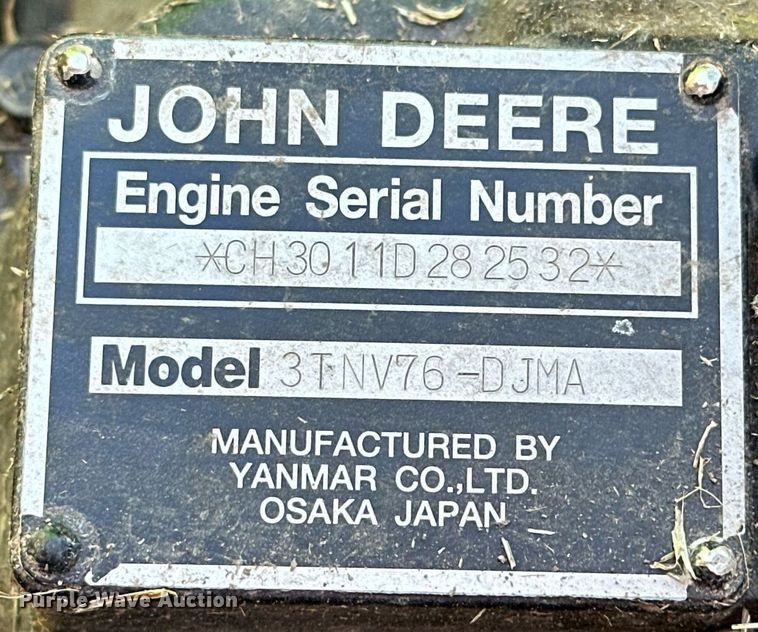 JOHN DEERE
Engine Serial Number
*CH3011D282532*
Model 3TNV76-DJMA
MANUFACTURED BY
YANMAR CO.,LTD.
OSAKA JAPAN
Purple Wave Auction